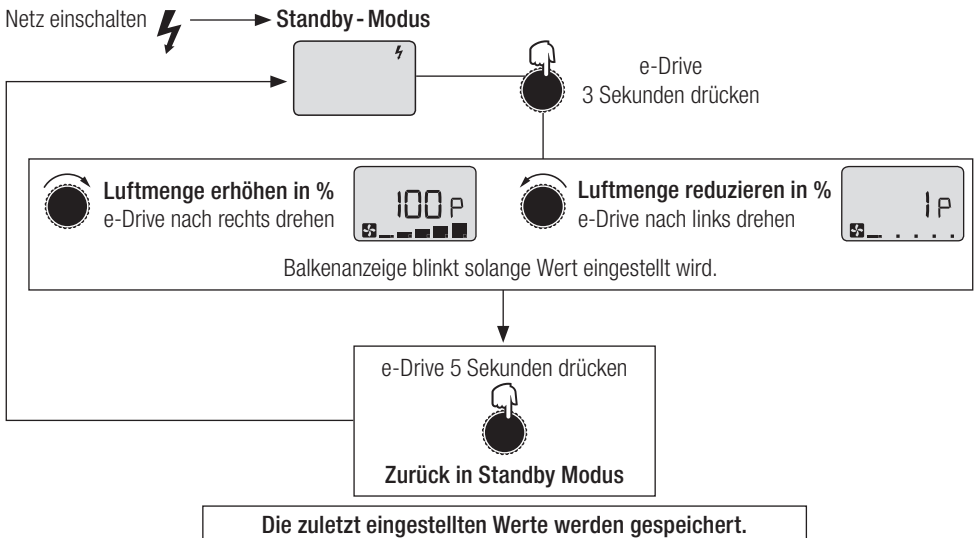 Netz einschalten
Standby - Modus
e-Drive
3 Sekunden drücken
Luftmenge erhöhen in %
e-Drive nach rechts drehen
100 P
Luftmenge reduzieren in %
e-Drive nach links drehen
1 P
Balkenanzeige blinkt solange Wert eingestellt wird.
e-Drive 5 Sekunden drücken
Zurück in Standby Modus
Die zuletzt eingestellten Werte werden gespeichert.